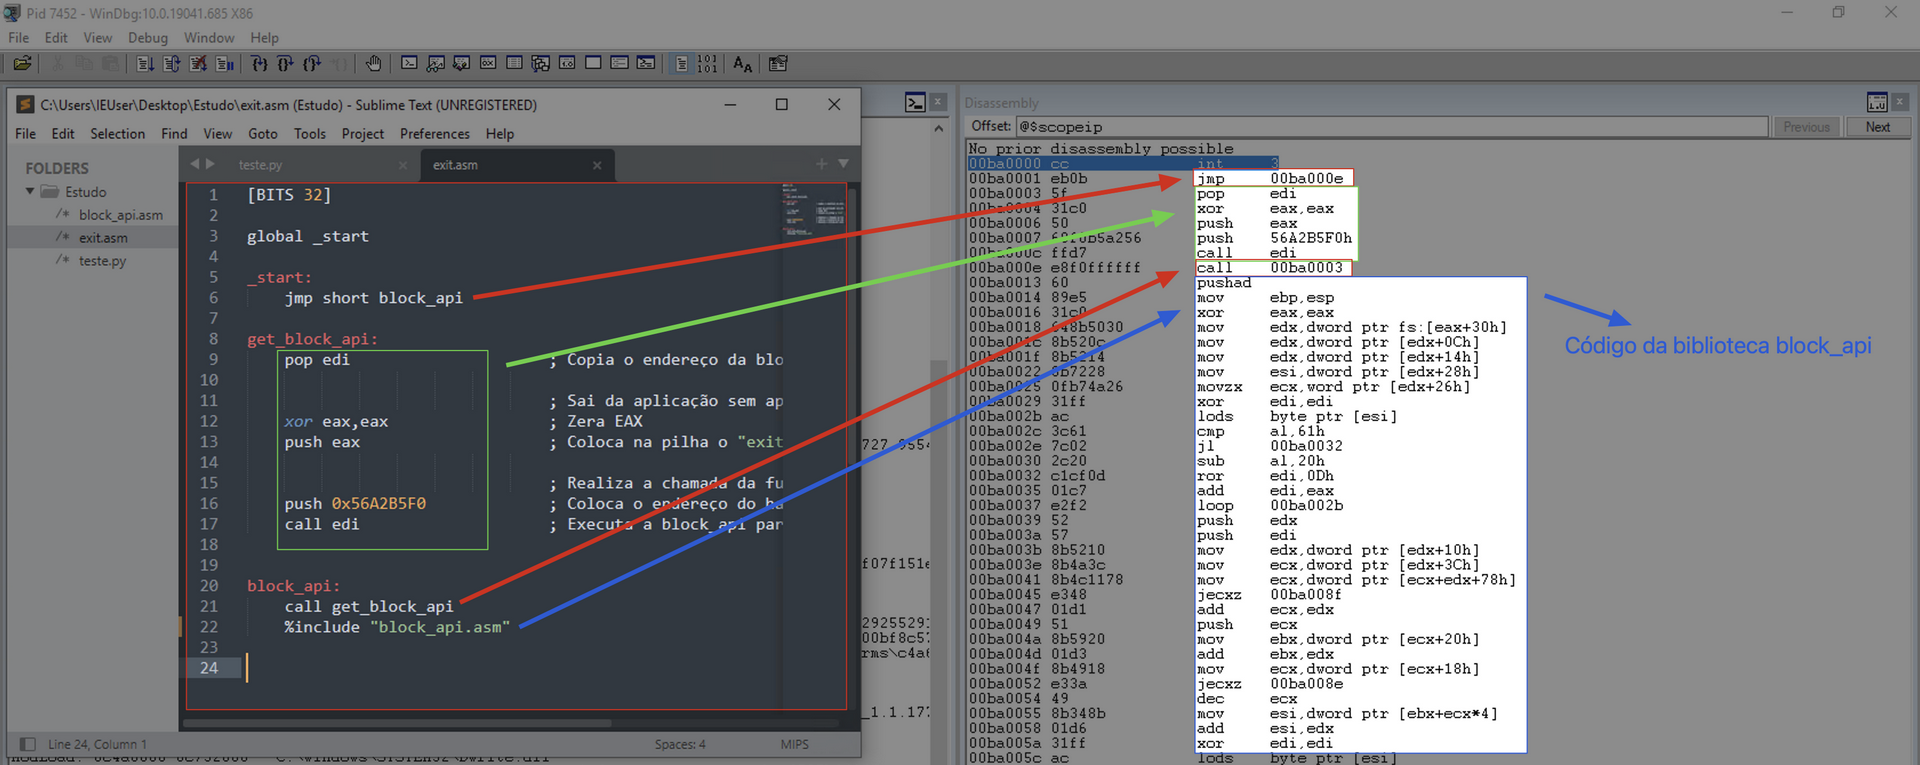 Pid 7452 - WinDbg:10.0.19041.685 X86
File Edit View Debug Window Help
C:\Users\IEUser\Desktop\Estudo\exit.asm (Estudo) - Sublime Text (UNREGISTERED)
File Edit Selection Find View Goto Tools Project Preferences Help
FOLDERS
Estudo
/* block_api.asm
/* exit.asm
/* teste.py
teste.py
exit.asm
1 [BITS 32]
2
3 global _start
4
5 _start:
6 jmp short block_api
7
8 get_block_api:
9 pop edi ; Copia o endereço da blo
10
11 ; Sai da aplicação sem ap
12 xor eax,eax ; Zera EAX
13 push eax ; Coloca na pilha o "exit
14
15 ; Realiza a chamada da fu
16 push 0x56A2B5F0 ; Coloca o endereço do ha
17 call edi ; Executa a block_api par
18
19
20 block_api:
21 call get_block_api
22 %include "block_api.asm"
23
24
Line 24, Column 1 Spaces: 4 MIPS
Disassembly
Offset: @$scopeip Previous Next
No prior disassembly possible
00ba0000 cc int 3
00ba0001 eb0b jmp 00ba000e
00ba0003 5f pop edi
00ba0004 31c0 xor eax,eax
00ba0006 50 push eax
00ba0007 68f0b5a256 push 56A2B5F0h
00ba000c ffd7 call edi
00ba000e e8f0ffffff call 00ba0003
00ba0013 60 pushad
00ba0014 89e5 mov ebp,esp
00ba0016 31c0 xor eax,eax
00ba0018 648b5030 mov edx,dword ptr fs:[eax+30h]
00ba001c 8b520c mov edx,dword ptr [edx+0Ch]
00ba001f 8b5214 mov edx,dword ptr [edx+14h]
00ba0022 8b7228 mov esi,dword ptr [edx+28h]
00ba0025 0fb74a26 movzx ecx,word ptr [edx+26h]
00ba0029 31ff xor edi,edi
00ba002b ac lods byte ptr [esi]
00ba002c 3c61 cmp al,61h
00ba002e 7c02 jl 00ba0032
00ba0030 2c20 sub al,20h
00ba0032 c1cf0d ror edi,0Dh
00ba0035 01c7 add edi,eax
00ba0037 e2f2 loop 00ba002b
00ba0039 52 push edx
00ba003a 57 push edi
00ba003b 8b5210 mov edx,dword ptr [edx+10h]
00ba003e 8b4a3c mov ecx,dword ptr [edx+3Ch]
00ba0041 8b4c1178 mov ecx,dword ptr [ecx+edx+78h]
00ba0045 e348 jecxz 00ba008f
00ba0047 01d1 add ecx,edx
00ba0049 51 push ecx
00ba004a 8b5920 mov ebx,dword ptr [ecx+20h]
00ba004d 01d3 add ebx,edx
00ba004f 8b4918 mov ecx,dword ptr [ecx+18h]
00ba0052 e33a jecxz 00ba008e
00ba0054 49 dec ecx
00ba0055 8b348b mov esi,dword ptr [ebx+ecx*4]
00ba0058 01d6 add esi,edx
00ba005a 31ff xor edi,edi
00ba005c ac lods byte ptr [esi]
Código da biblioteca block_api
f07f151e
29255291
00bf8c57
_1.1.177